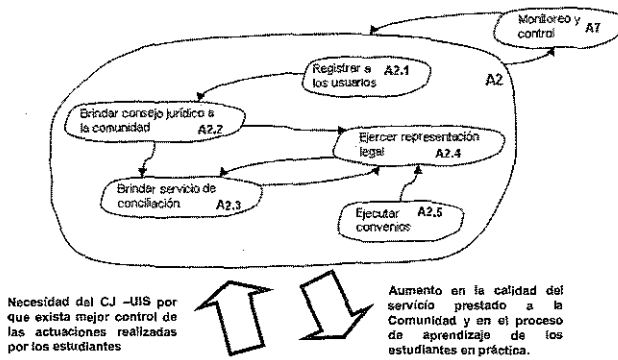 Monitoreo y
control A7
A2
Registrar a A2.1
los usuarios
Brindar consejo jurídico a
la comunidad A2.2
Ejercer representación
legal A2.4
Brindar servicio de
conciliación A2.3
Ejecutar A2.5
convenios
Necesidad del CJ –UIS por
que exista mejor control de
las actuaciones realizadas
por los estudiantes
Aumento en la calidad del
servicio prestado a la
Comunidad y en el proceso
de aprendizaje de los
estudiantes en práctica.